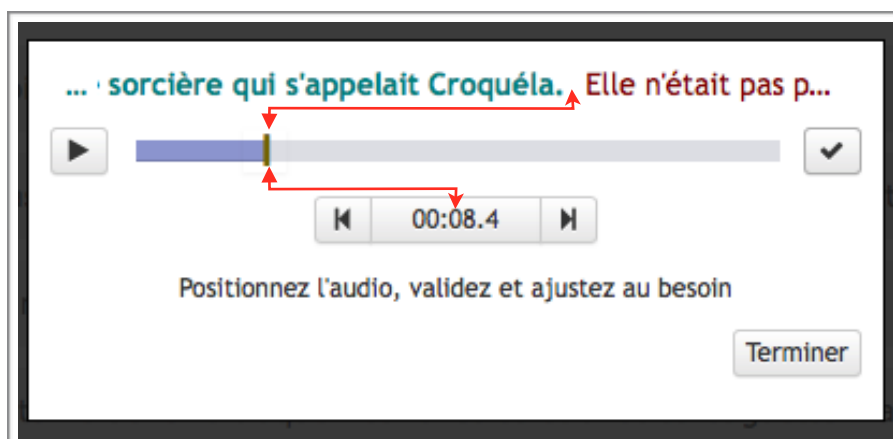 ... sorcière qui s'appelait Croquéla. Elle n'était pas p...
00:08.4
Positionnez l'audio, validez et ajustez au besoin
Terminer